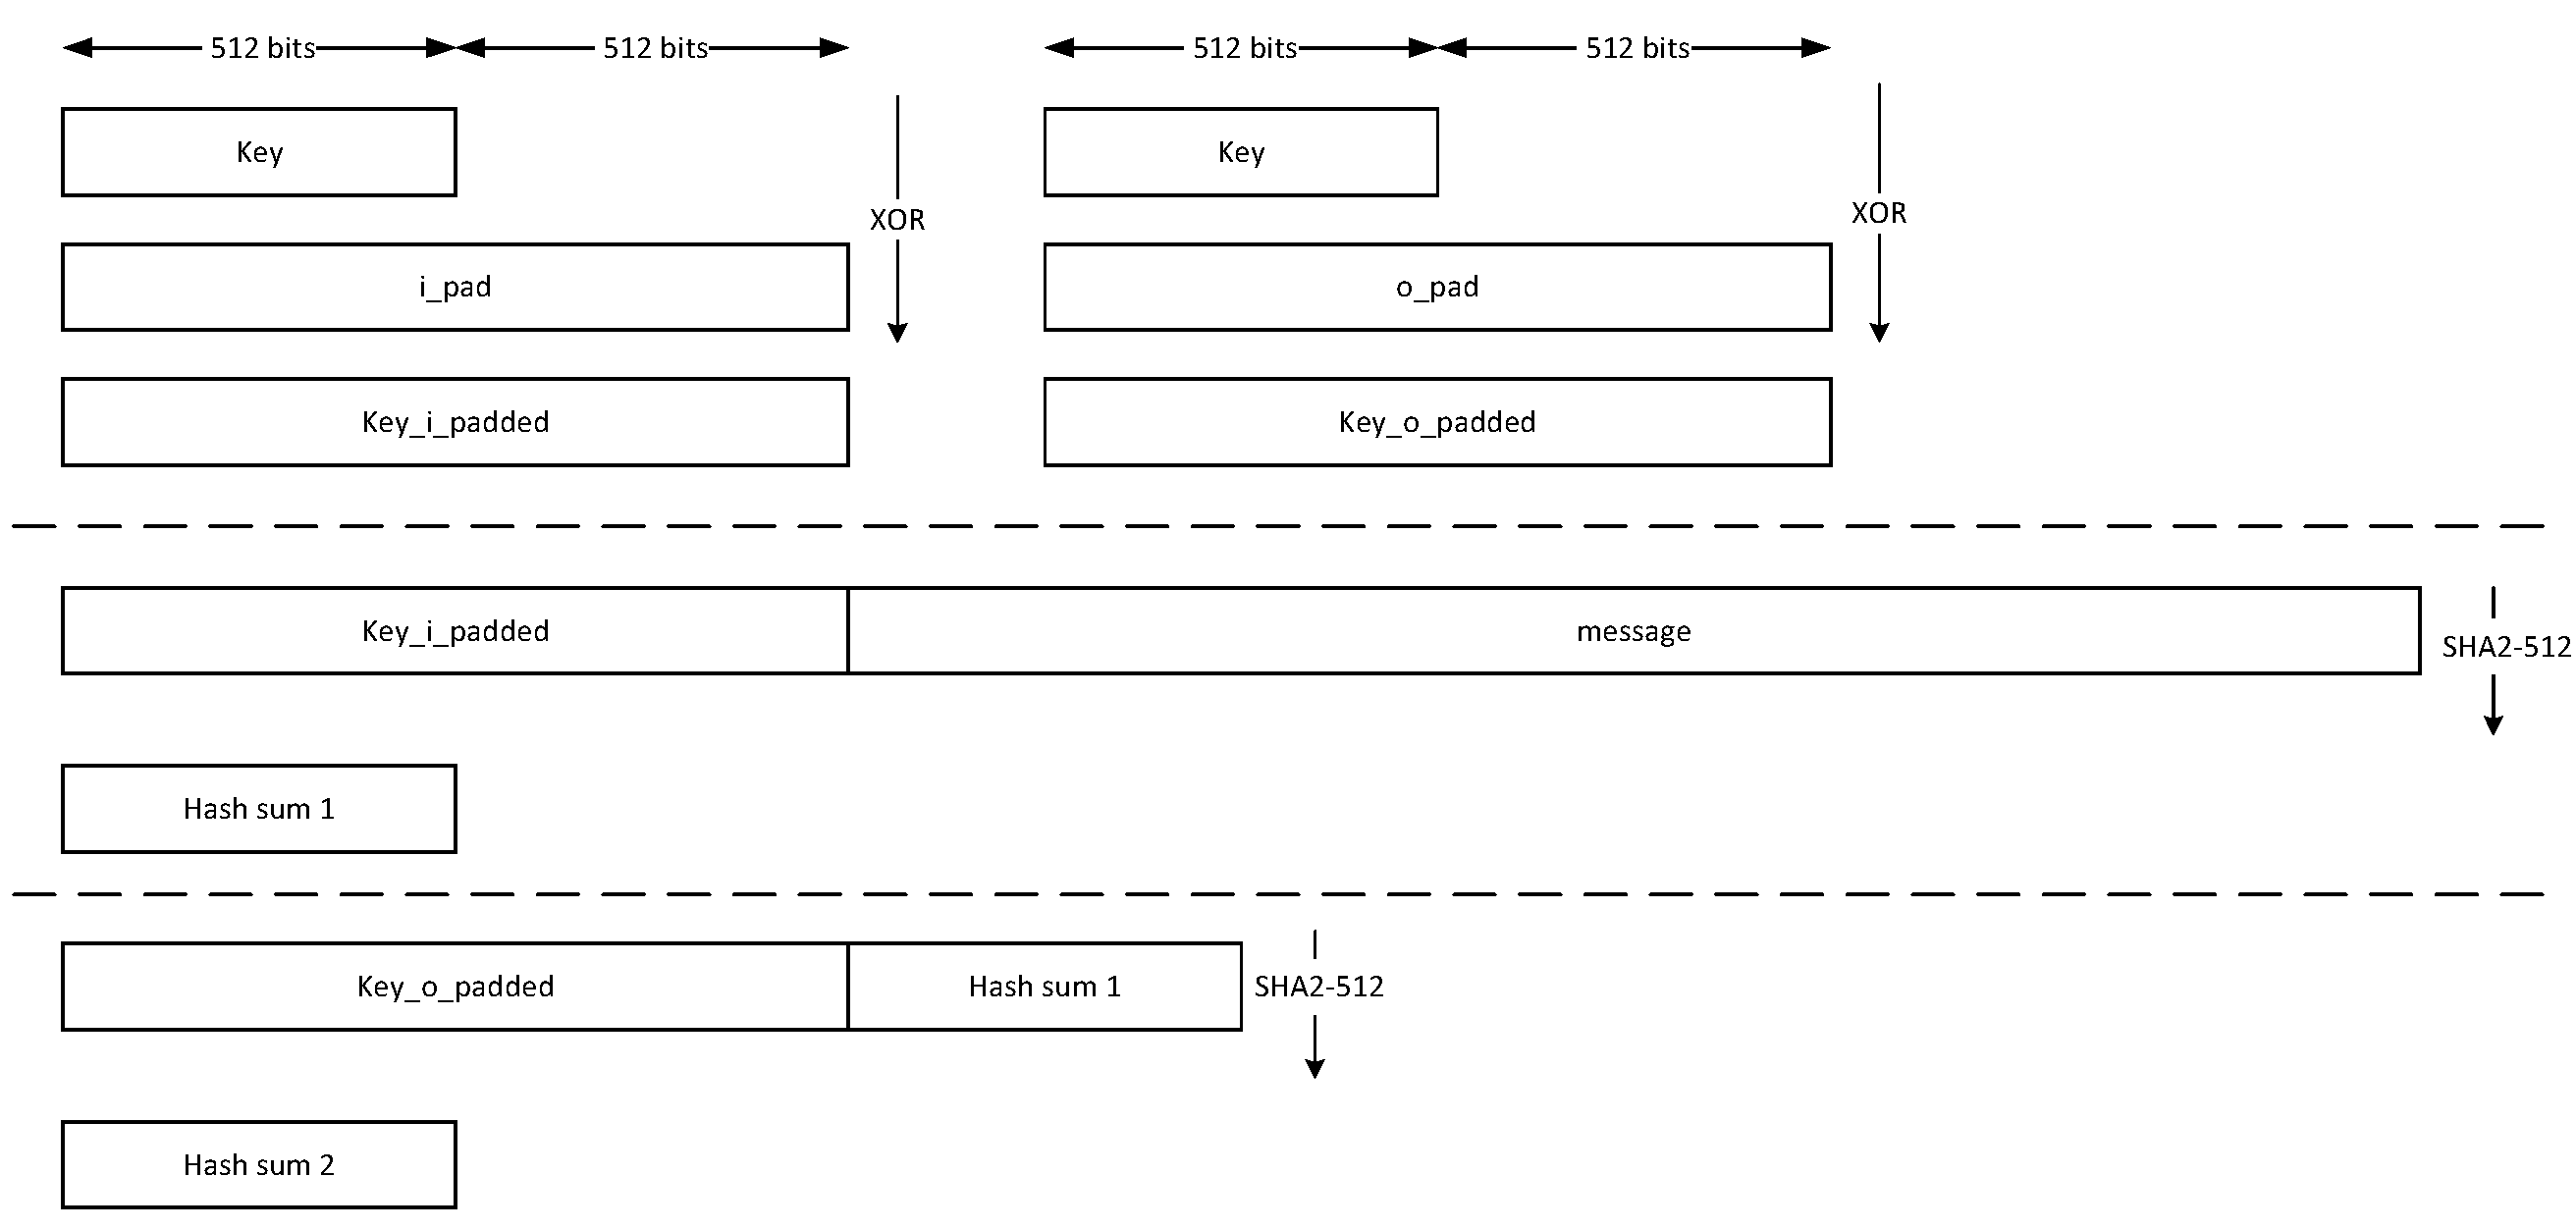 512 bits 512 bits 512 bits 512 bits
Key Key
XOR XOR
i_pad o_pad
Key_i_padded Key_o_padded
Key_i_padded message SHA2-512
Hash sum 1
Key_o_padded Hash sum 1 SHA2-512
Hash sum 2